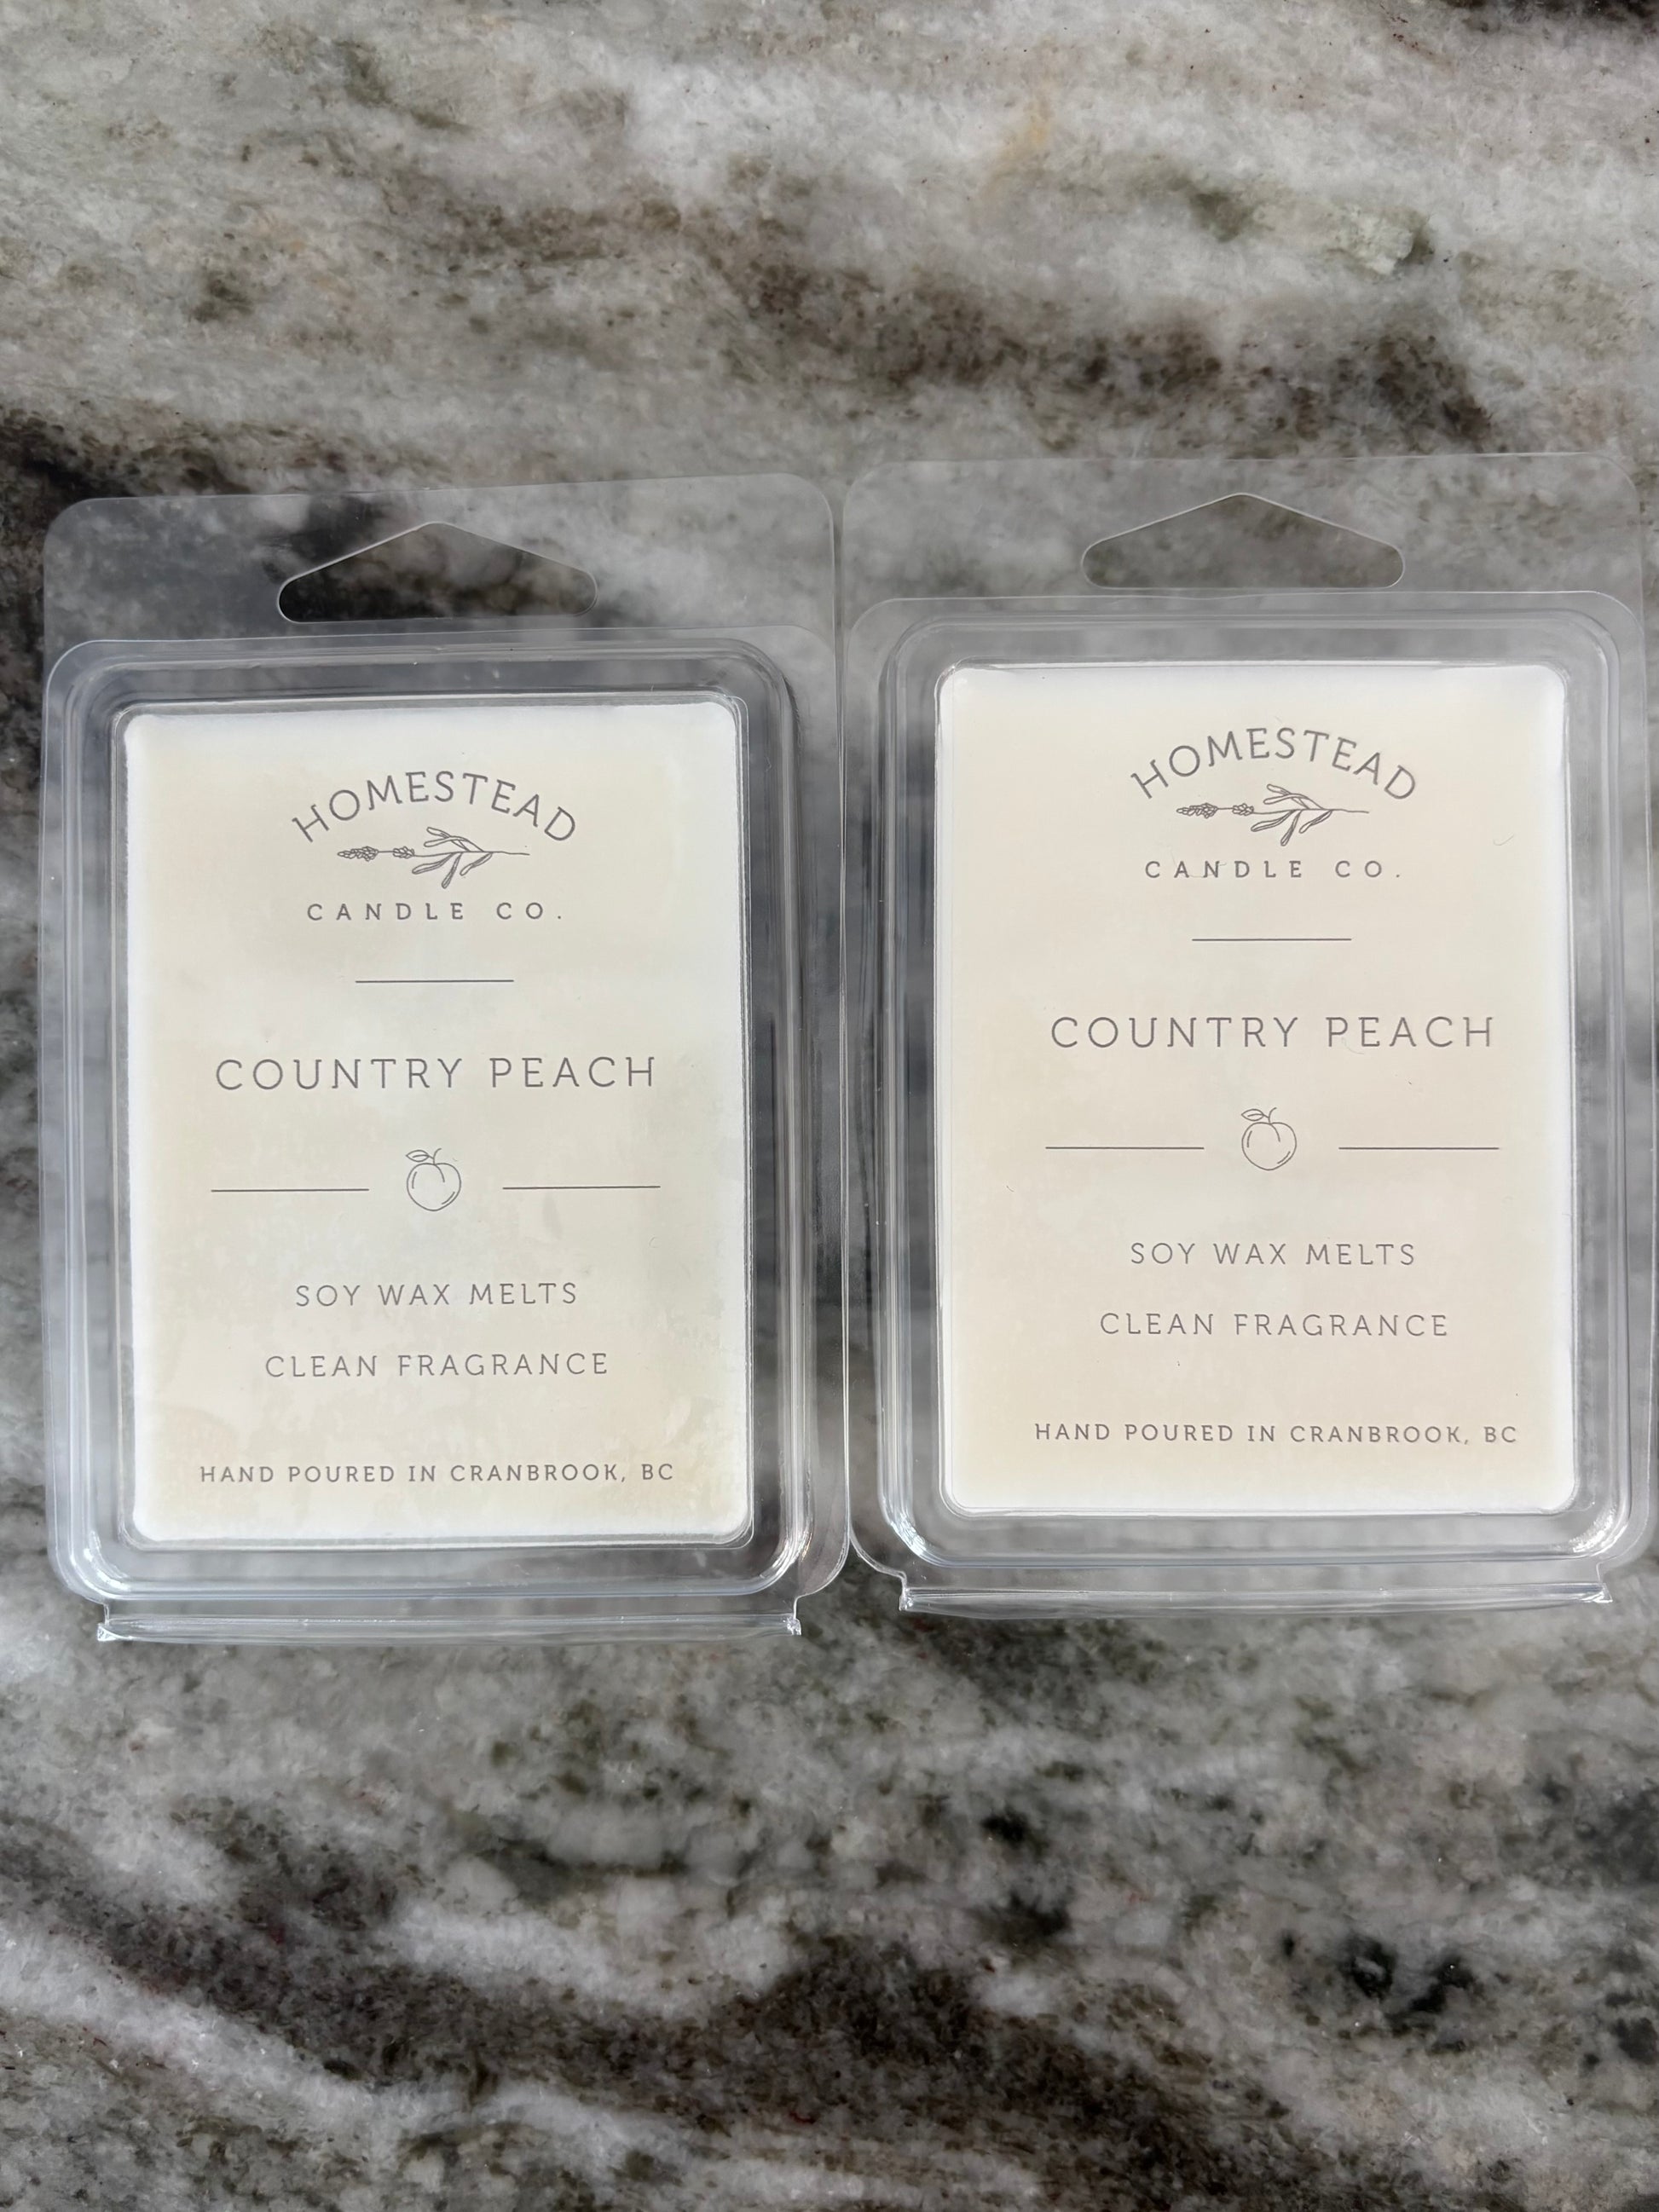 HOMESTEAD
CANDLE CO.
COUNTRY PEACH
SOY WAX MELTS
CLEAN FRAGRANCE
HAND POURED IN CRANBROOK, BC
HOMESTEAD
CANDLE CO.
COUNTRY PEACH
SOY WAX MELTS
CLEAN FRAGRANCE
HAND POURED IN CRANBROOK, BC